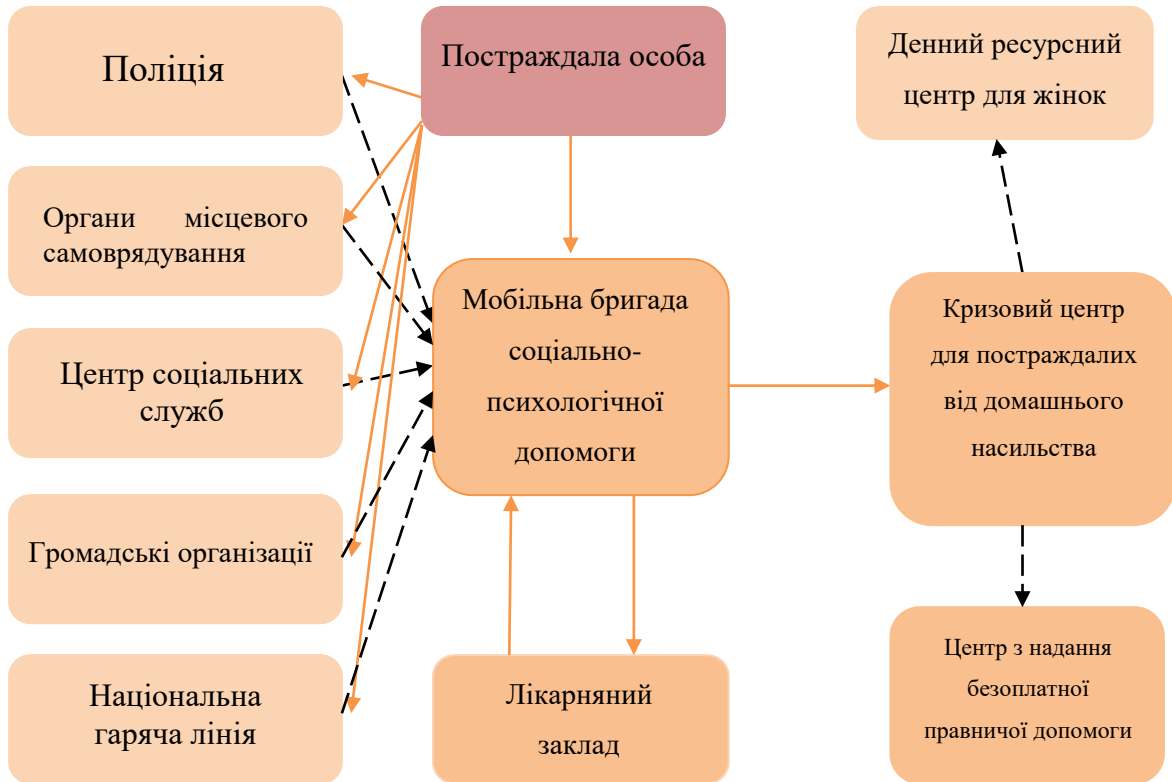 Поліція
Постраждала особа
Денний ресурсний
центр для жінок
Органи місцевого
самоврядування
Мобільна бригада
соціально-
психологічної
допомоги
Кризовий центр
для постраждалих
від домашнього
насильства
Центр соціальних
служб
Громадські організації
Національна
гаряча лінія
Лікарняний
заклад
Центр з надання
безоплатної
правничої допомоги